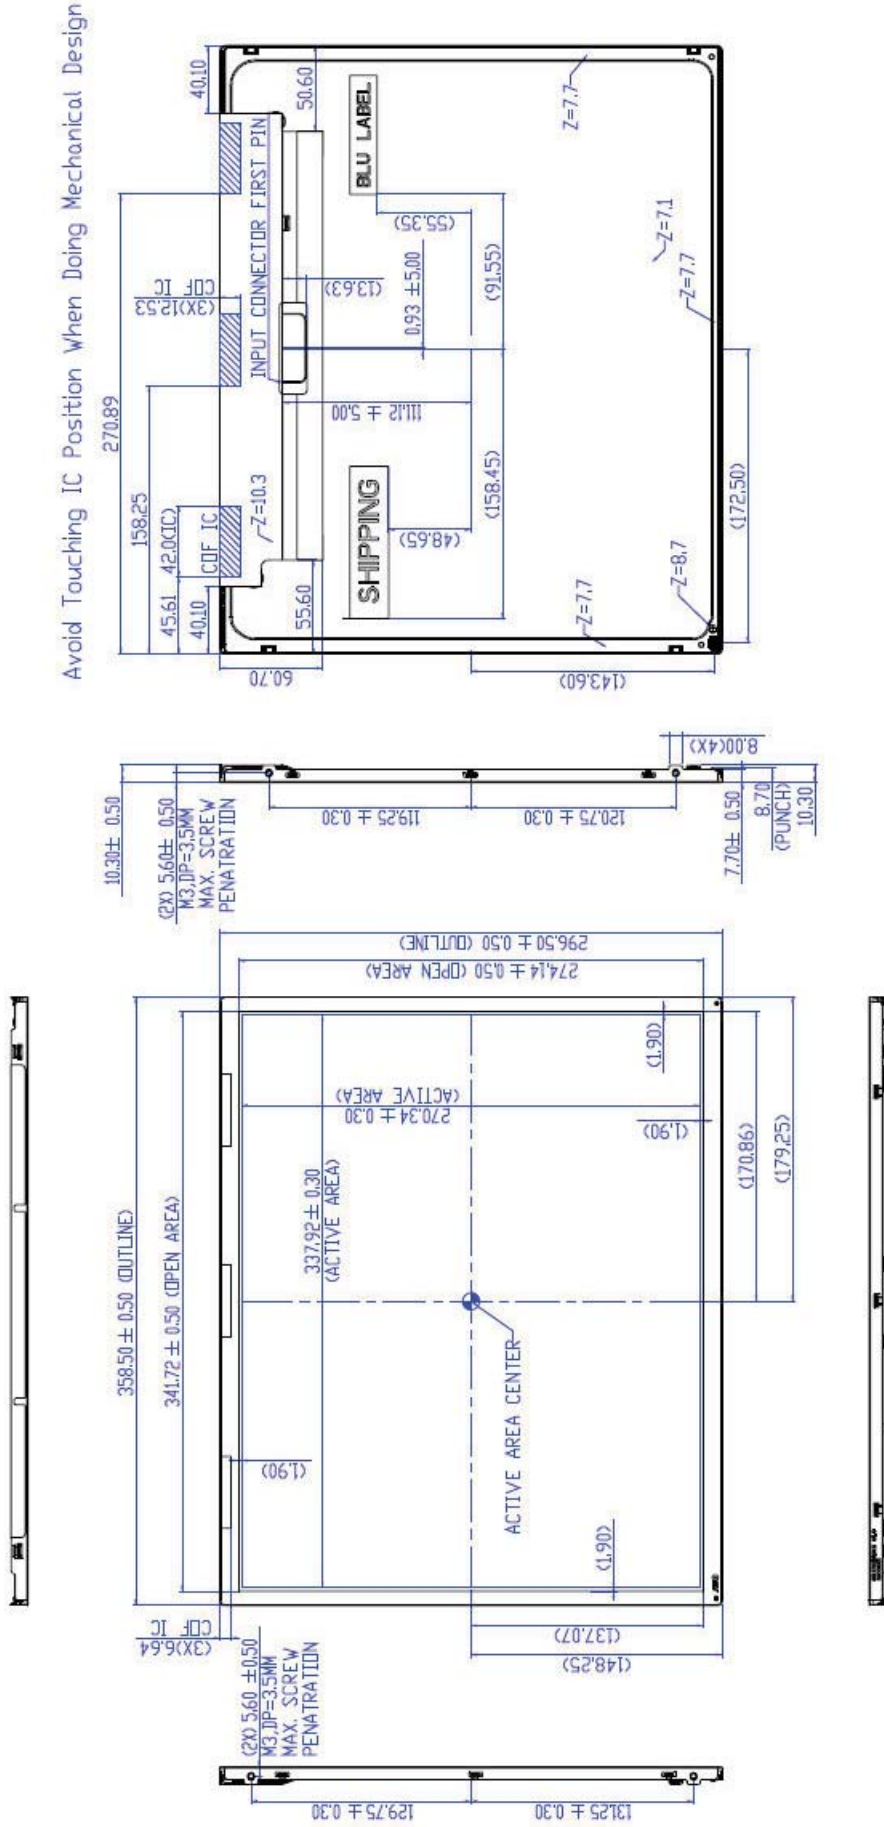 Avoid Touching IC Position When Doing Mechanical Design
358.50 ± 0.50 (OUTLINE)
341.72 ± 0.50 (OPEN AREA)
(3X)6.64
COF IC
(1.90)
337.92 ± 0.30
(ACTIVE AREA)
270.34 ± 0.30
(ACTIVE AREA)
274.14 ± 0.50 (OPEN AREA)
296.50 ± 0.50 (OUTLINE)
ACTIVE AREA CENTER
(1.90)
(1.90)
(1.90)
(137.07)
(148.25)
(170.86)
(179.25)
(2X) 5.60 ±0.50
M3,DP=3.5MM
MAX. SCREW
PENATRATION
129.75 ± 0.30
131.25 ± 0.30
10.30± 0.50
(2X) 5.60± 0.50
M3,DP=3.5MM
MAX. SCREW
PENATRATION
119.25 ± 0.30
120.75 ± 0.30
8.00(4X)
7.70± 0.50
8.70
(PUNCH)
10.30
270.89
158.25
(3X)12.53
COF IC
45.61
42.0(IC)
40.10
40.10
COF IC
Z=10.3
INPUT CONNECTOR FIRST PIN
60.70
55.60
50.60
(13.63)
SHIPPING
BLU LABEL
111.12 ± 5.00
0.93 ±5.00
(48.65)
(55.35)
(158.45)
(91.55)
Z=7.7
Z=7.7
Z=7.1
Z=7.7
Z=8.7
(143.60)
(172.50)